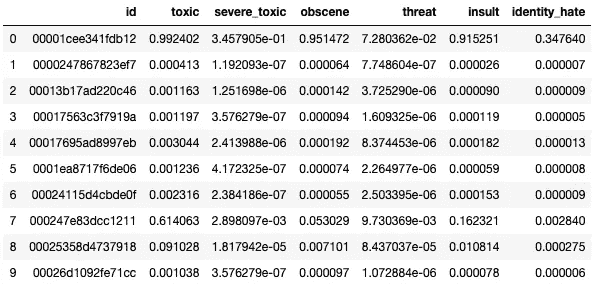 id toxic severe_toxic obscene threat insult identity_hate
0 00001cee341fdb12 0.992402 3.457905e-01 0.951472 7.280362e-02 0.915251 0.347640
1 0000247867823ef7 0.000413 1.192093e-07 0.000064 7.748604e-07 0.000026 0.000007
2 00013b17ad220c46 0.001163 1.251698e-06 0.000142 3.725290e-06 0.000090 0.000009
3 00017563c3f7919a 0.001197 3.576279e-07 0.000094 1.609325e-06 0.000119 0.000005
4 00017695ad8997eb 0.003044 2.413988e-06 0.000192 8.374453e-06 0.000182 0.000013
5 0001ea8717f6de06 0.001236 4.172325e-07 0.000074 2.264977e-06 0.000059 0.000008
6 00024115d4cbde0f 0.002316 2.384186e-07 0.000055 2.503395e-06 0.000153 0.000009
7 000247e83dcc1211 0.614063 2.898097e-03 0.053029 9.730369e-03 0.162321 0.002840
8 00025358d4737918 0.091028 1.817942e-05 0.007101 8.437037e-05 0.010814 0.000275
9 00026d1092fe71cc 0.001038 3.576279e-07 0.000097 1.072884e-06 0.000078 0.000006